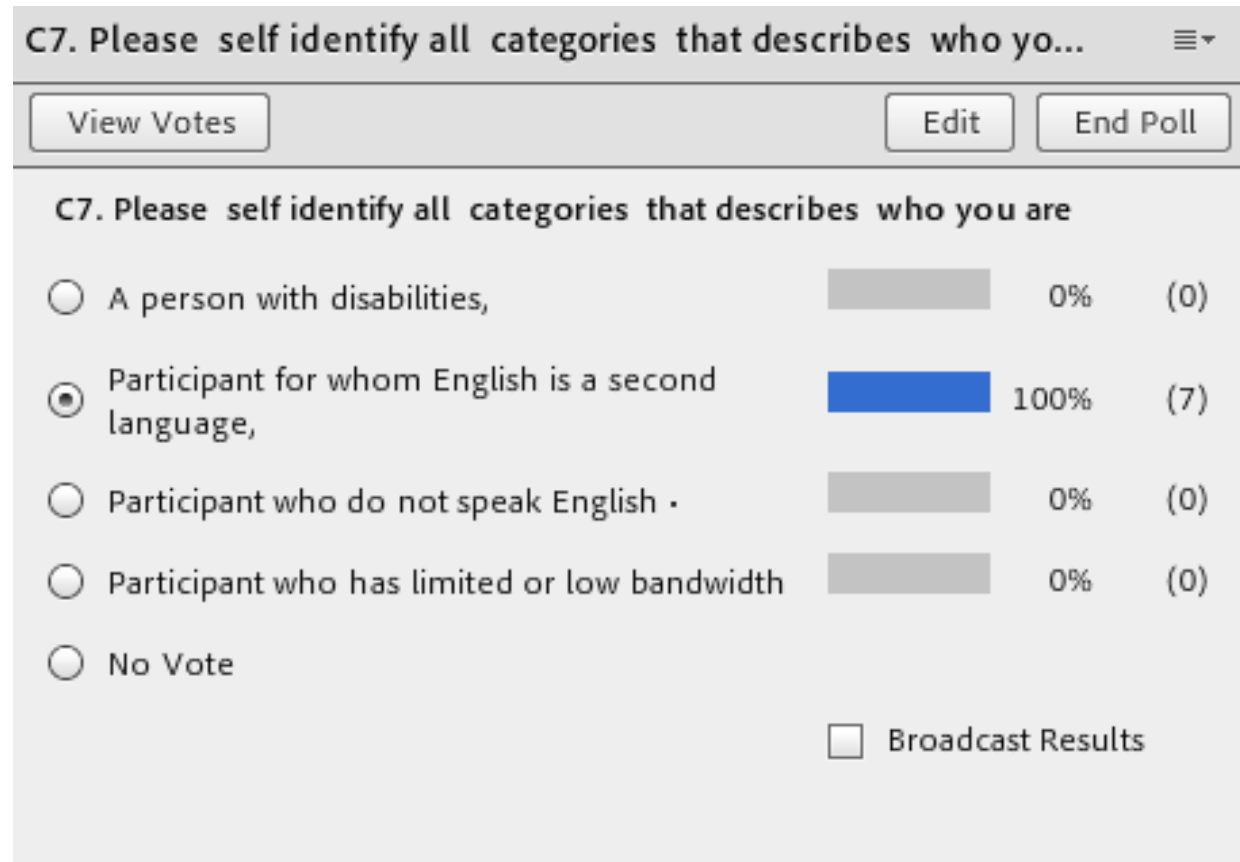 C7. Please self identify all categories that describes who yo...
View Votes Edit End Poll
C7. Please self identify all categories that describes who you are
A person with disabilities, 0% (0)
Participant for whom English is a second
language, 100% (7)
Participant who do not speak English . 0% (0)
Participant who has limited or low bandwidth 0% (0)
No Vote
Broadcast Results